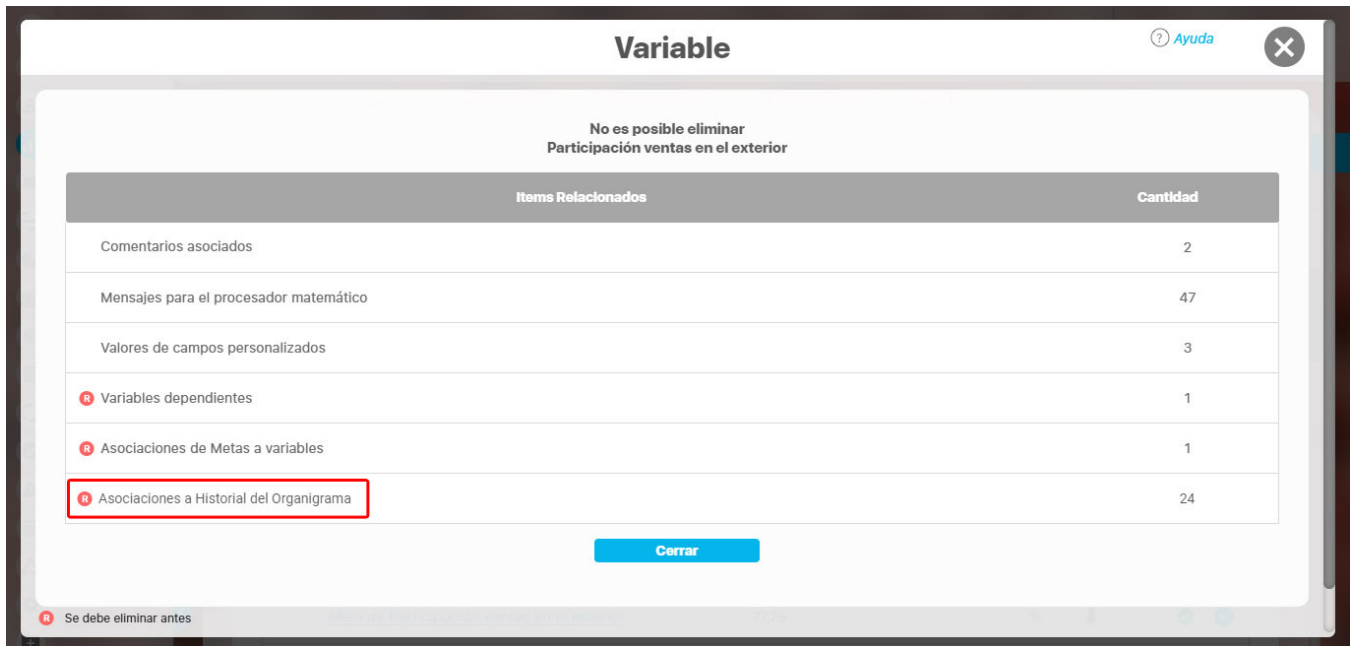 Variable
? Ayuda
No es posible eliminar
Participación ventas en el exterior
Items Relacionados Cantidad
Comentarios asociados 2
Mensajes para el procesador matemático 47
Valores de campos personalizados 3
R Variables dependientes 1
R Asociaciones de Metas a variables 1
R Asociaciones a Historial del Organigrama 24
Cerrar
R Se debe eliminar antes